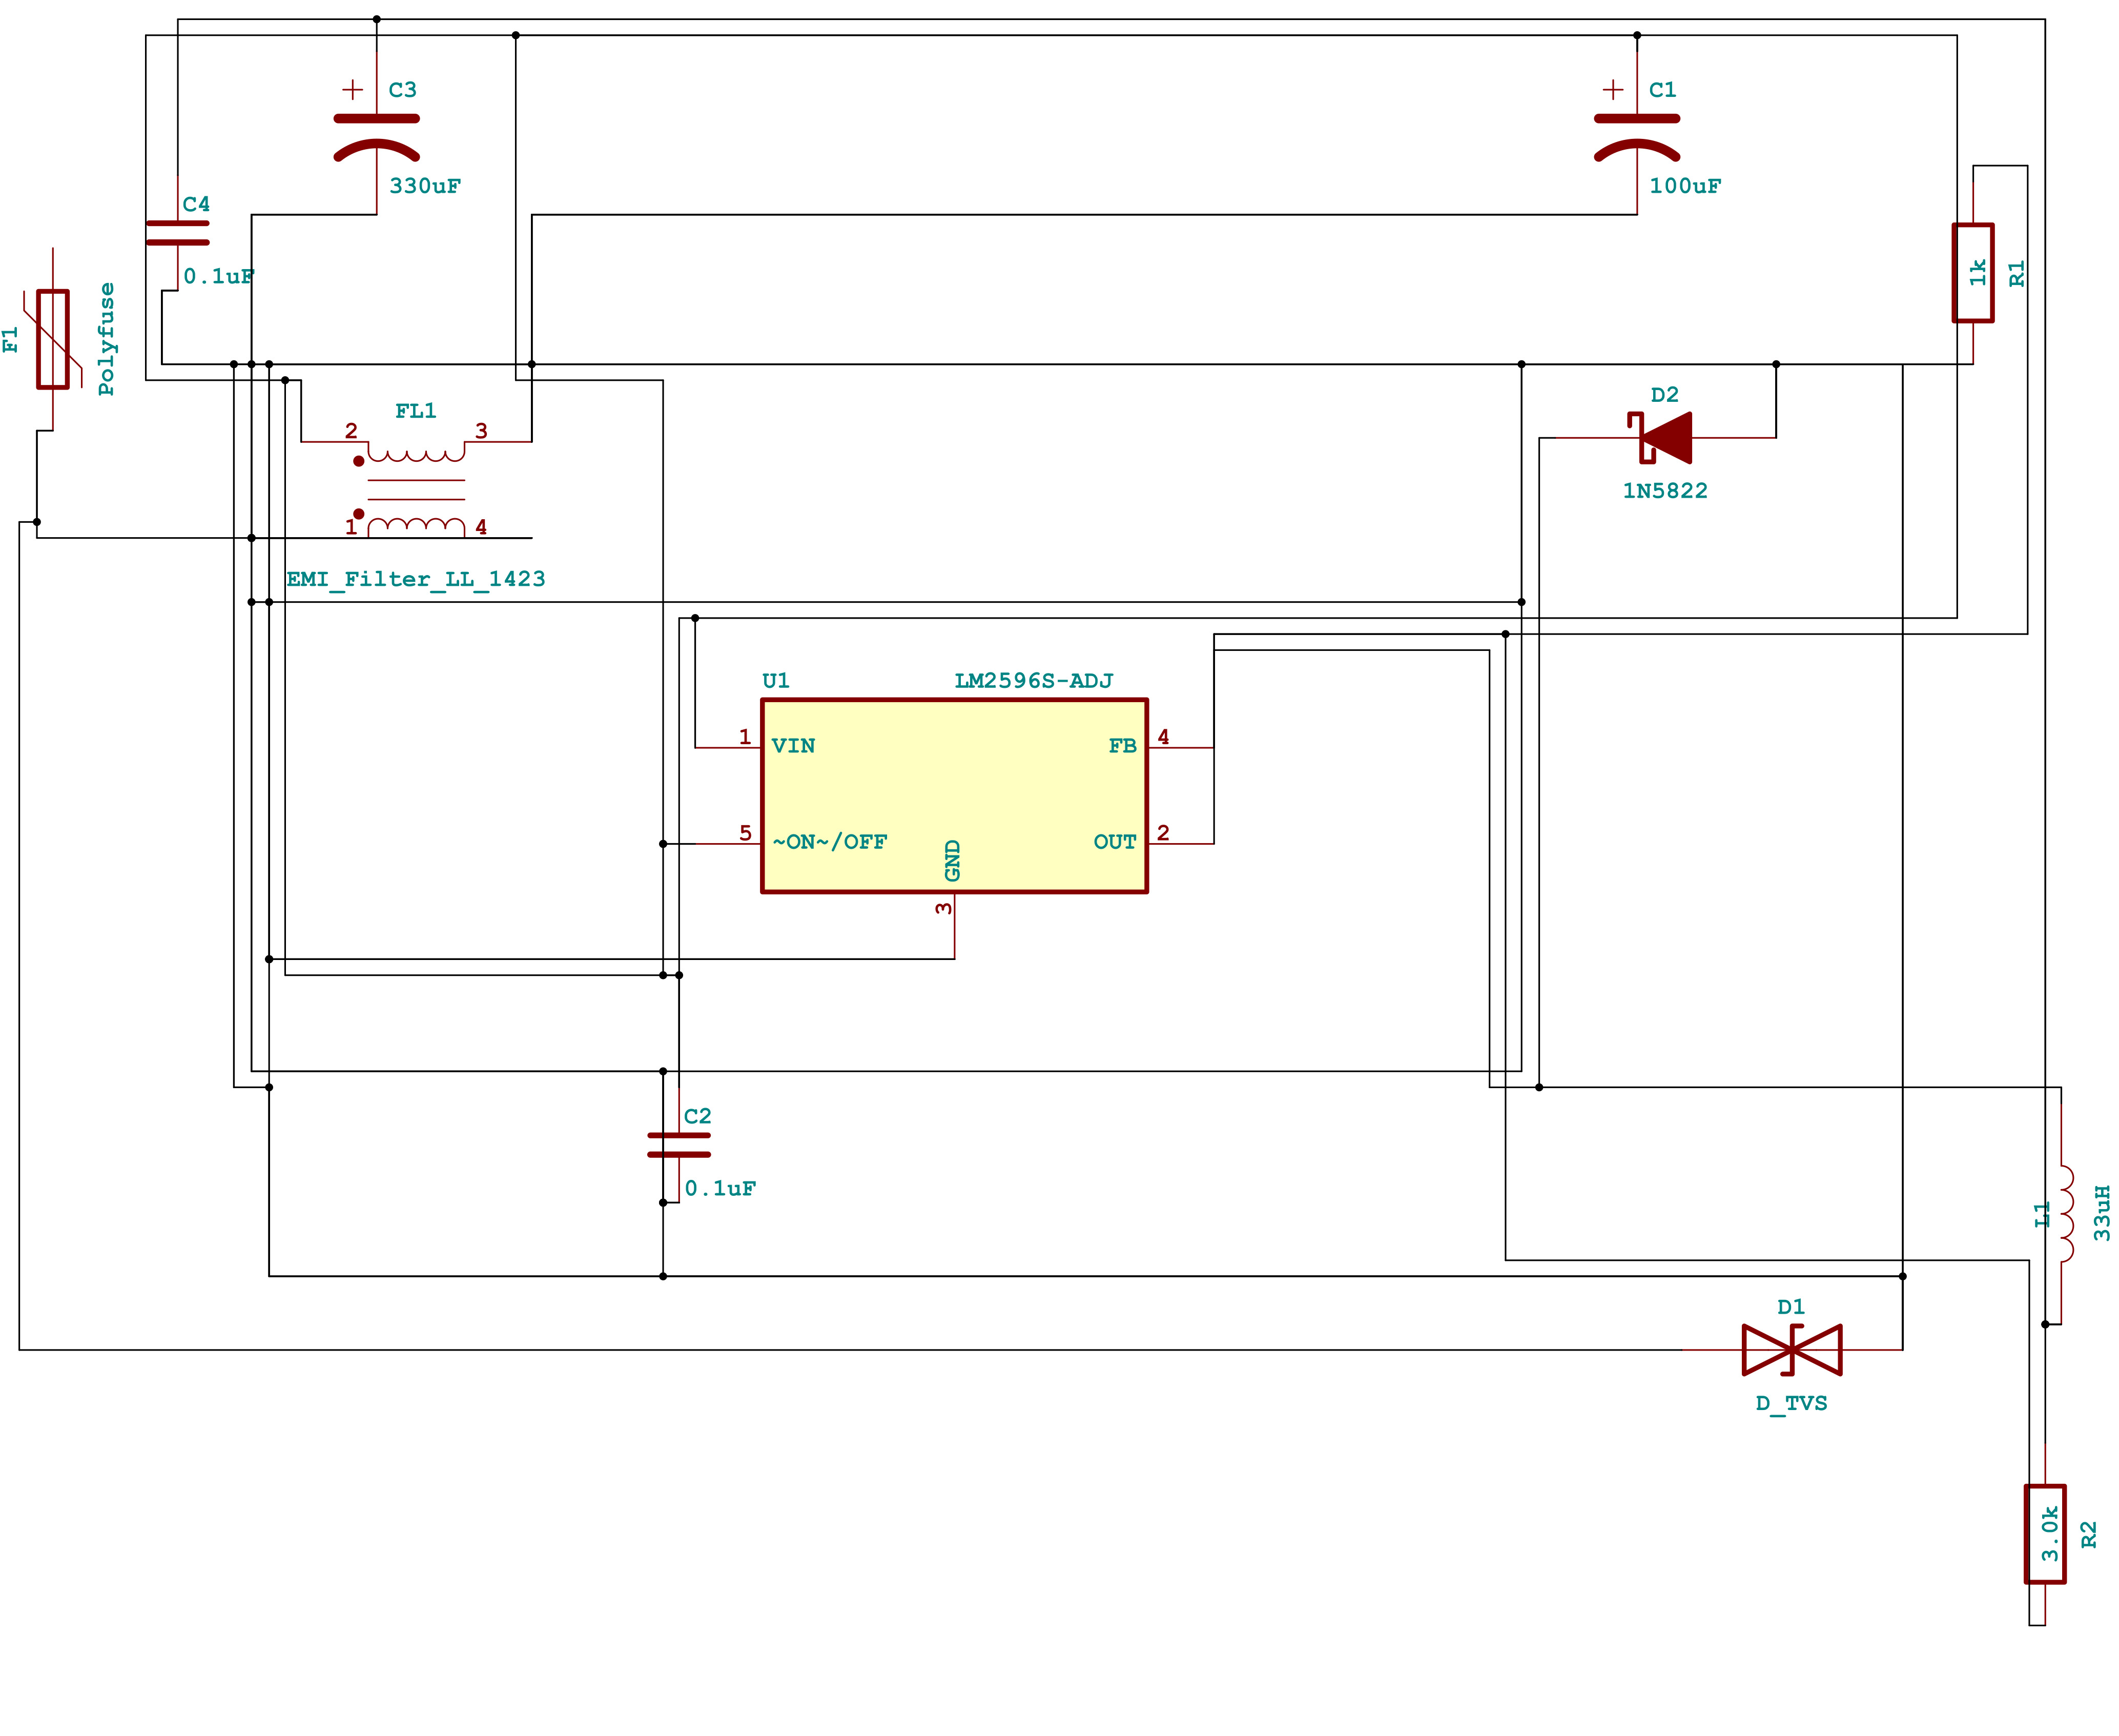 C3
330uF
C1
100uF
C4
0.1uF
F1
Polyfuse
1k
R1
FL1
2
3
1
4
EMI_Filter_LL_1423
D2
1N5822
U1
LM2596S-ADJ
1
VIN
FB
4
5
~ON~/OFF
OUT
2
GND
3
C2
0.1uF
L1
33uH
D1
D_TVS
3.0k
R2